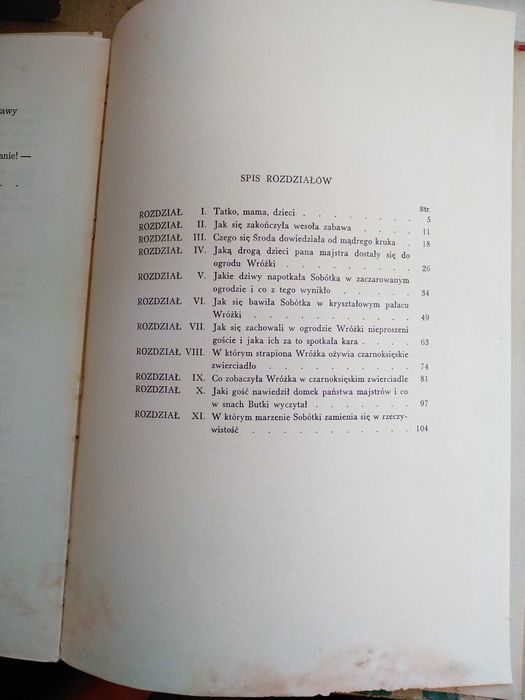 awy
anie! —
. .
SPIS ROZDZIAŁÓW
Str.
ROZDZIAŁ I. Tatko, mama, dzieci . . . . . . . . 5
ROZDZIAŁ II. Jak się zakończyła wesoła zabawa . . . . 11
ROZDZIAŁ III. Czego się Środa dowiedziała od mądrego kruka . 18
ROZDZIAŁ IV. Jaką drogą dzieci pana majstra dostały się do
ogrodu Wróżki . . . . . . . . . . 26
ROZDZIAŁ V. Jakie dziwy napotkała Sobótka w zaczarowanym
ogrodzie i co z tego wynikło . . . . . 34
ROZDZIAŁ VI. Jak się bawiła Sobótka w kryształowym pałacu
Wróżki . . . . . . . . . . . 49
ROZDZIAŁ VII. Jak się zachowali w ogrodzie Wróżki nieproszeni
goście i jaka ich za to spotkała kara . . . 63
ROZDZIAŁ VIII. W którym strapiona Wróżka ożywia czarnoksięskie
zwierciadło . . . . . . . . . . 74
ROZDZIAŁ IX. Co zobaczyła Wróżka w czarnoksięskim zwierciadle 81
ROZDZIAŁ X. Jaki gość nawiedził domek państwa majstrów i co
w snach Butki wyczytał . . . . . . 97
ROZDZIAŁ XI. W którym marzenie Sobótki zamienia się w rzeczy-
wistość . . . . . . . . . . . 104